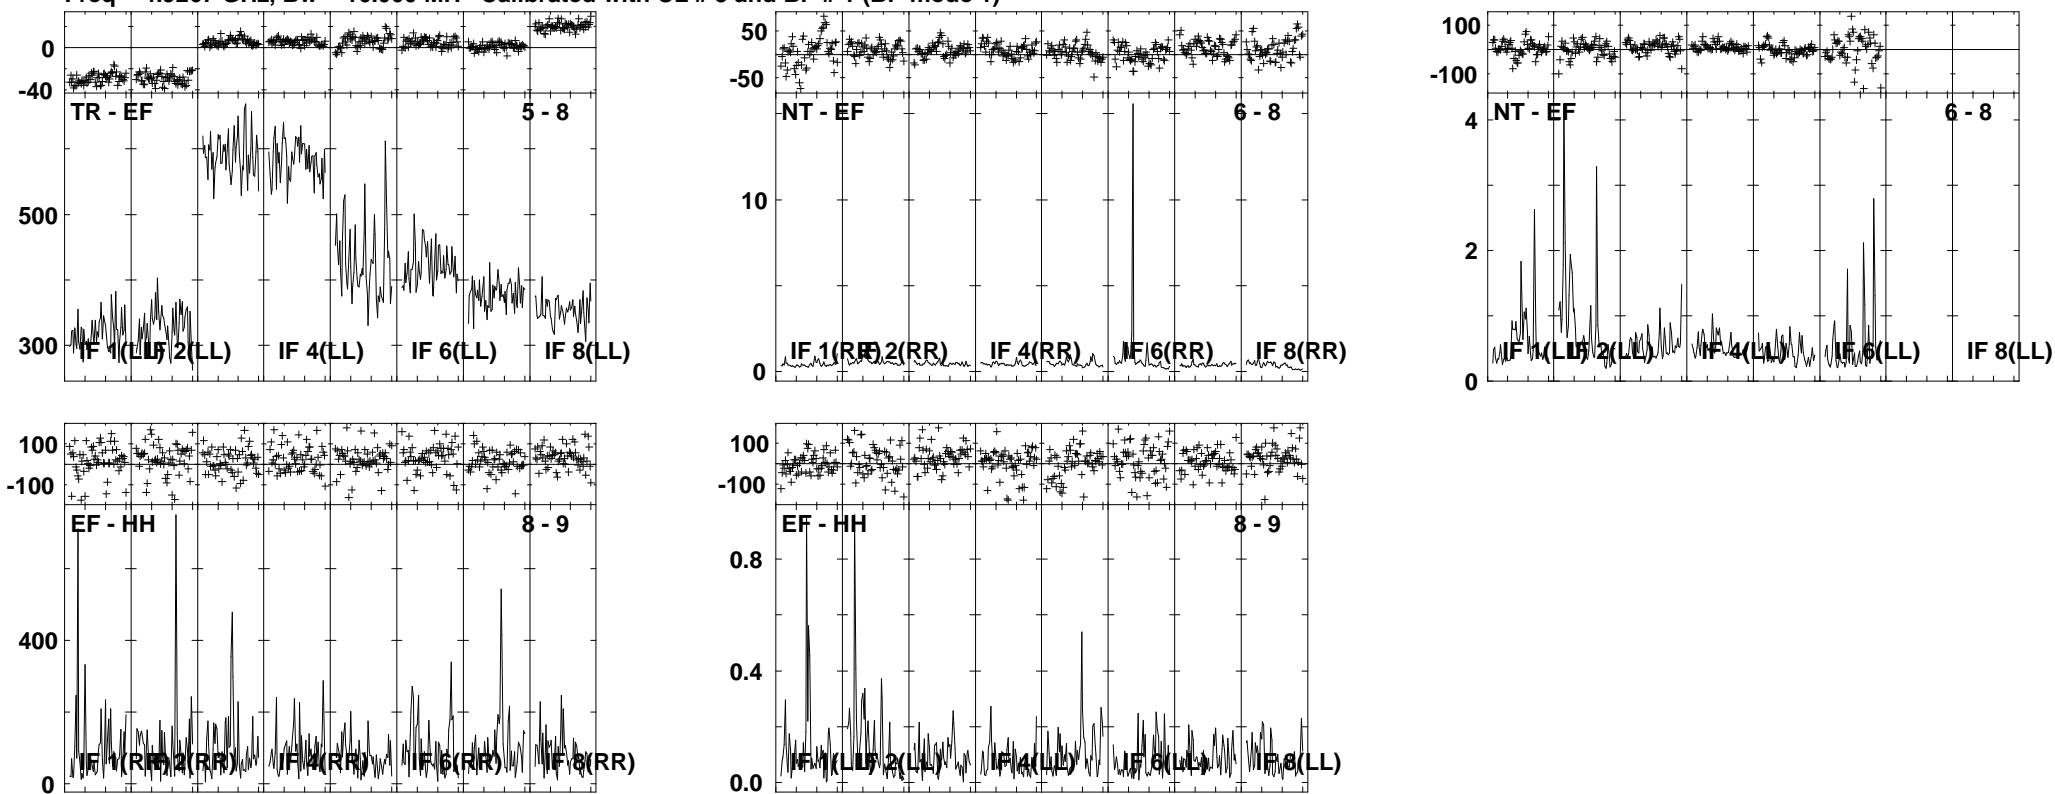 0
-40
TR - EF
5 - 8
500
300
IF 1(LL)
IF 2(LL)
IF 4(LL)
IF 6(LL)
IF 8(LL)
50
-50
NT - EF
6 - 8
10
0
IF 1(RR)
IF 2(RR)
IF 4(RR)
IF 6(RR)
IF 8(RR)
100
-100
NT - EF
6 - 8
4
2
0
IF 1(LL)
IF 2(LL)
IF 4(LL)
IF 6(LL)
IF 8(LL)
100
-100
EF - HH
8 - 9
400
0
IF 1(RR)
IF 2(RR)
IF 4(RR)
IF 6(RR)
IF 8(RR)
100
-100
EF - HH
8 - 9
0.8
0.4
0.0
IF 1(LL)
IF 2(LL)
IF 4(LL)
IF 6(LL)
IF 8(LL)